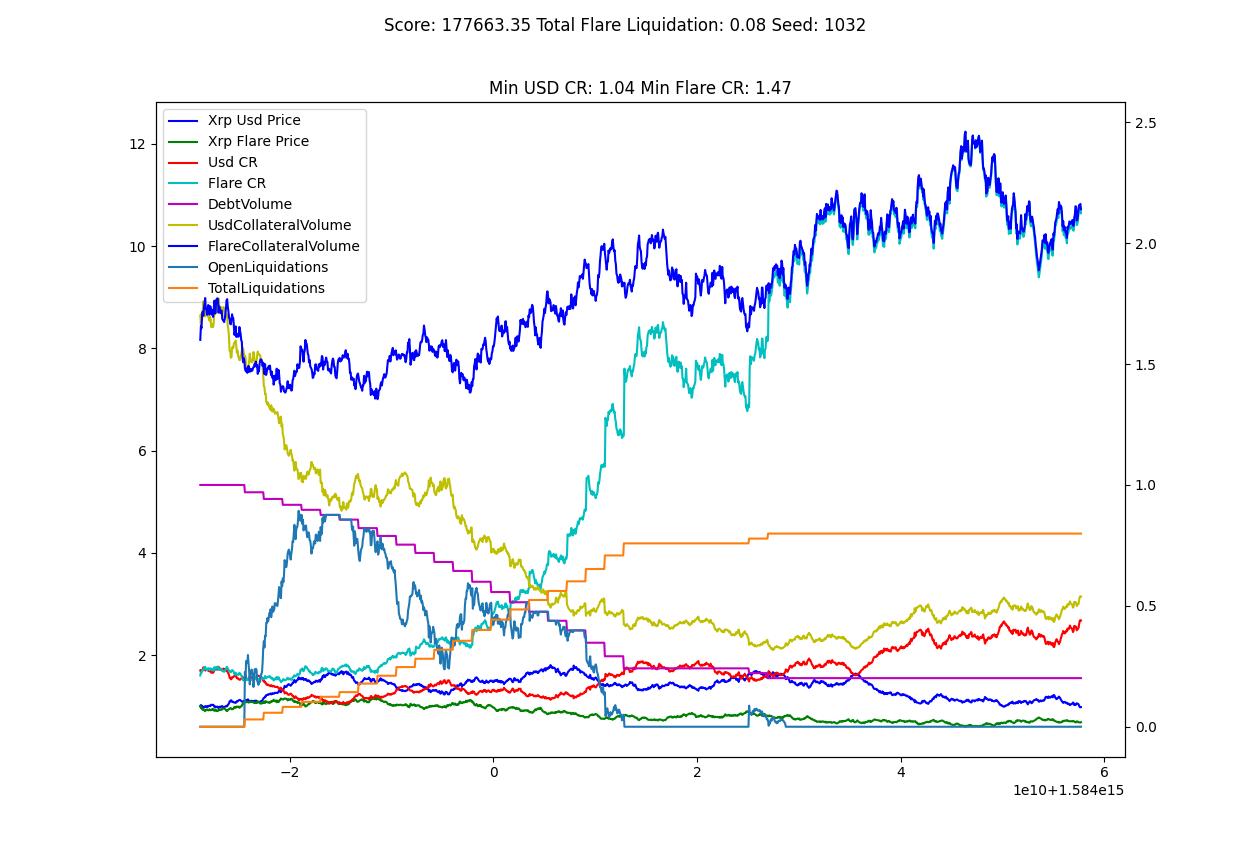 Score: 177663.35 Total Flare Liquidation: 0.08 Seed: 1032
Min USD CR: 1.04 Min Flare CR: 1.47
Xrp Usd Price
Xrp Flare Price
Usd CR
Flare CR
DebtVolume
UsdCollateralVolume
FlareCollateralVolume
OpenLiquidations
TotalLiquidations
12
10
8
6
4
2
2.5
2.0
1.5
1.0
0.5
0.0
−2
0
2
4
6
1e10+1.584e15